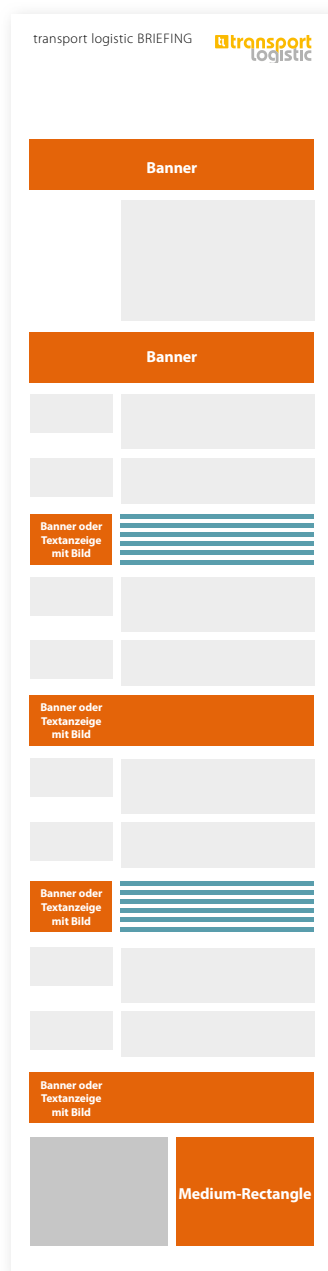 transport logistic BRIEFING
tl transport
logistic
Banner
Banner
Banner oder
Textanzeige
mit Bild
Banner oder
Textanzeige
mit Bild
Banner oder
Textanzeige
mit Bild
Banner oder
Textanzeige
mit Bild
Medium-Rectangle